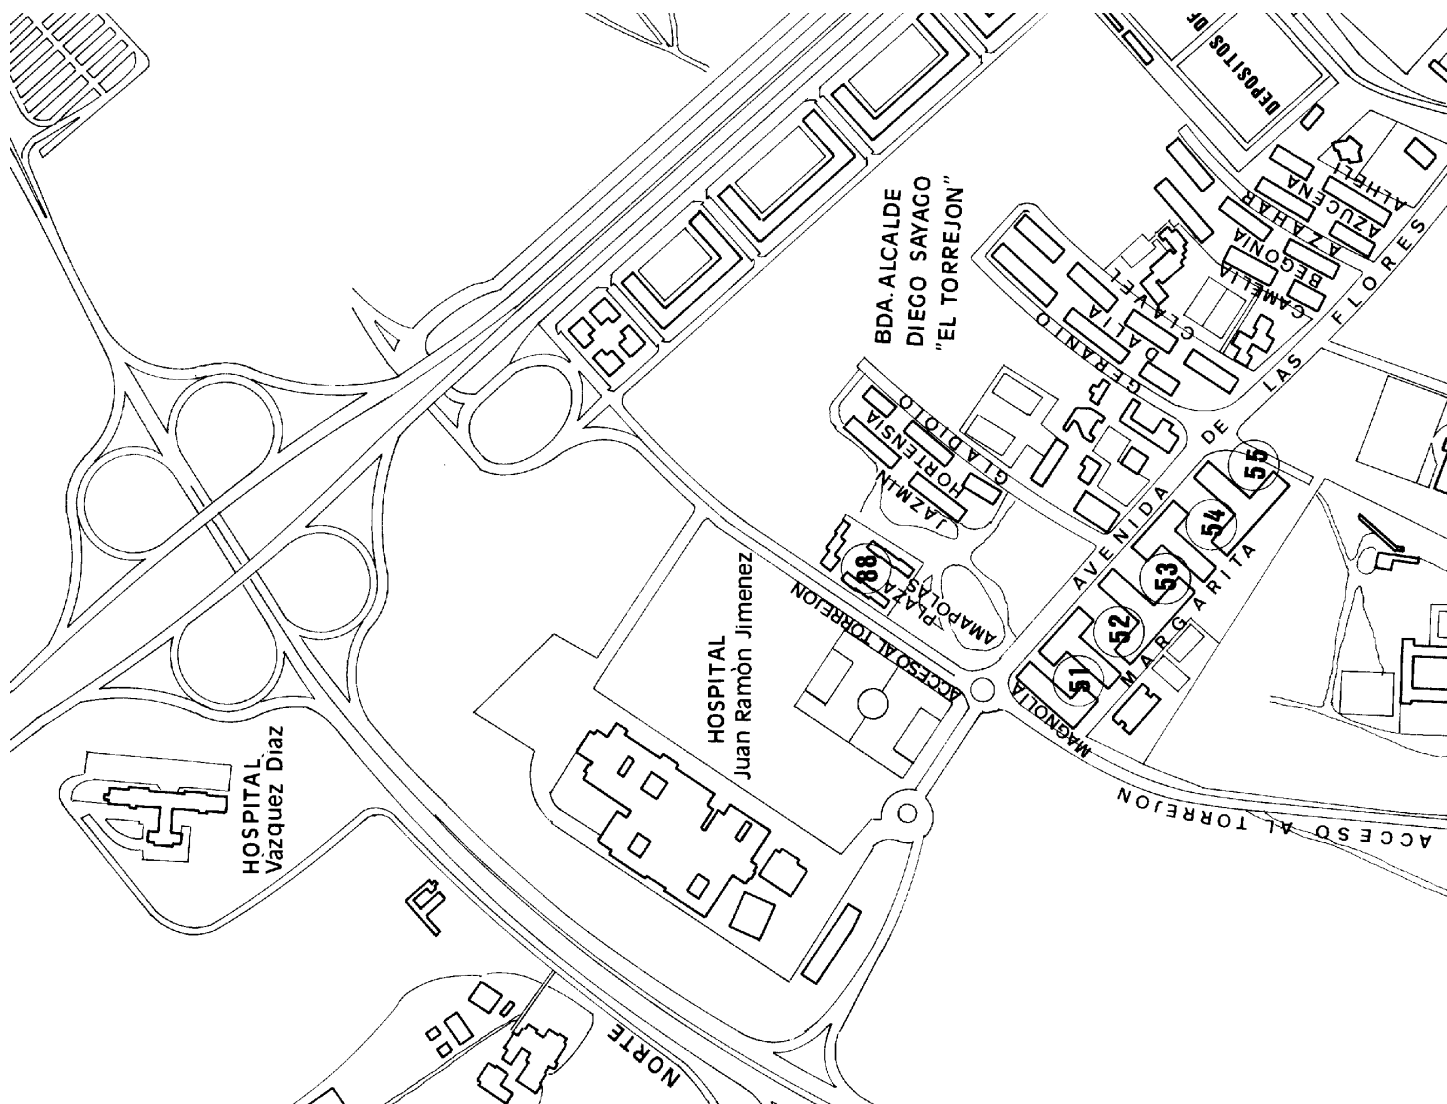 DEPOSITOS DE
BDA. ALCALDE
DIEGO SAYAGO
"EL TORREJON"
ALHELI
AZUCENA
AZAHAR
BEGONIA
CAMELIA
CLAVEL
DALIA
GERANIO
GLADIOLO
HORTENSIA
JAZMIN
AVENIDA DE LAS FLORES
55
54
53
52
51
88
PLAZA
AMAPOLAS
MARGARITA
MAGNOLIA
ACCESO AL TORREJON
ACCESO AL TORREJON
HOSPITAL
Juan Ramòn Jimenez
HOSPITAL
Vàzquez Dìaz
NORTE